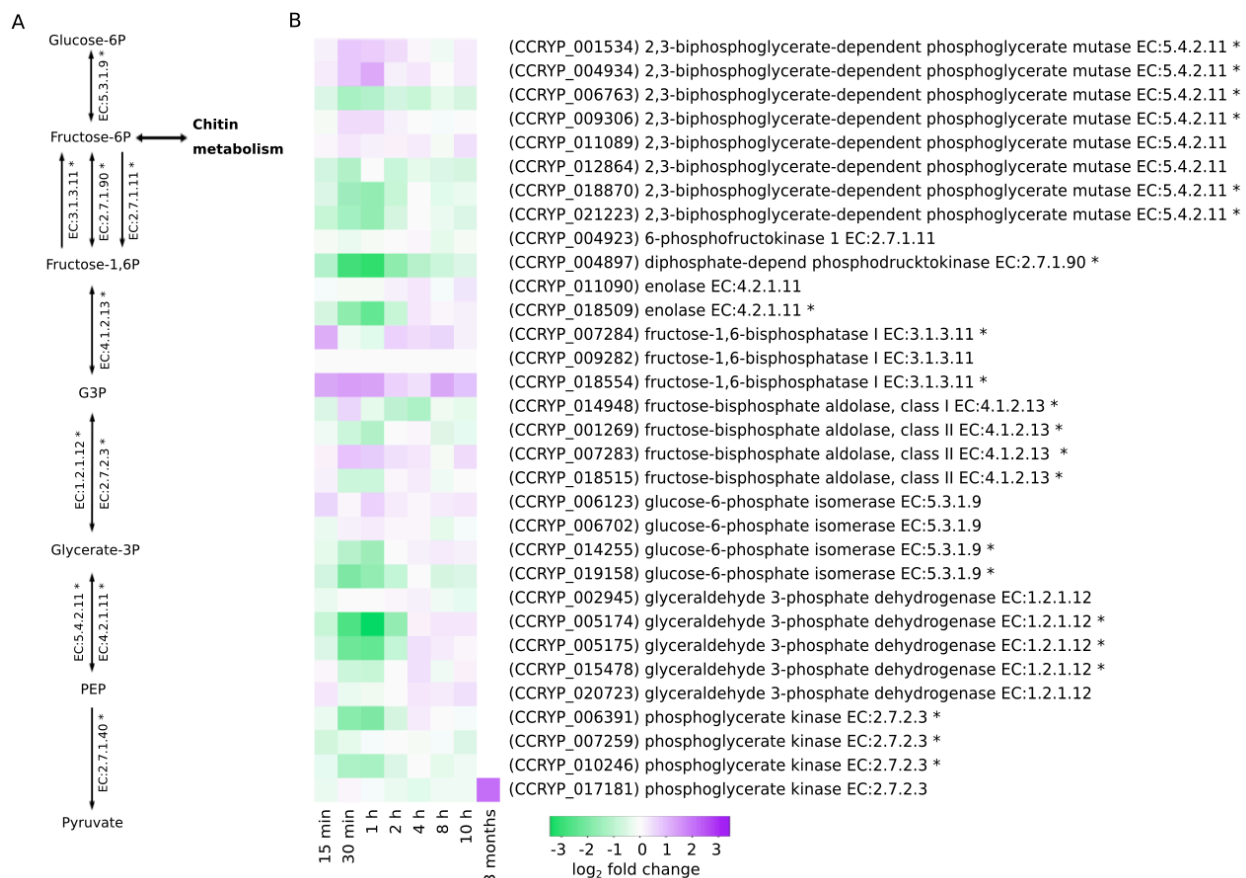 A
Glucose-6P
EC:5.3.1.9 *
Fructose-6P
Chitin
metabolism
EC:3.1.3.11 *
EC:2.7.1.90 *
EC:2.7.1.11 *
Fructose-1,6P
EC:4.1.2.13 *
G3P
EC:1.2.1.12 *
EC:2.7.2.3 *
Glycerate-3P
EC:5.4.2.11 *
EC:4.2.1.11 *
PEP
EC:2.7.1.40 *
Pyruvate
B
(CCRYP_001534) 2,3-biphosphoglycerate-dependent phosphoglycerate mutase EC:5.4.2.11 *
(CCRYP_004934) 2,3-biphosphoglycerate-dependent phosphoglycerate mutase EC:5.4.2.11 *
(CCRYP_006763) 2,3-biphosphoglycerate-dependent phosphoglycerate mutase EC:5.4.2.11 *
(CCRYP_009306) 2,3-biphosphoglycerate-dependent phosphoglycerate mutase EC:5.4.2.11 *
(CCRYP_011089) 2,3-biphosphoglycerate-dependent phosphoglycerate mutase EC:5.4.2.11
(CCRYP_012864) 2,3-biphosphoglycerate-dependent phosphoglycerate mutase EC:5.4.2.11
(CCRYP_018870) 2,3-biphosphoglycerate-dependent phosphoglycerate mutase EC:5.4.2.11 *
(CCRYP_021223) 2,3-biphosphoglycerate-dependent phosphoglycerate mutase EC:5.4.2.11 *
(CCRYP_004923) 6-phosphofructokinase 1 EC:2.7.1.11
(CCRYP_004897) diphosphate-depend phosphodrucktokinase EC:2.7.1.90 *
(CCRYP_011090) enolase EC:4.2.1.11
(CCRYP_018509) enolase EC:4.2.1.11 *
(CCRYP_007284) fructose-1,6-bisphosphatase I EC:3.1.3.11 *
(CCRYP_009282) fructose-1,6-bisphosphatase I EC:3.1.3.11
(CCRYP_018554) fructose-1,6-bisphosphatase I EC:3.1.3.11 *
(CCRYP_014948) fructose-bisphosphate aldolase, class I EC:4.1.2.13 *
(CCRYP_001269) fructose-bisphosphate aldolase, class II EC:4.1.2.13 *
(CCRYP_007283) fructose-bisphosphate aldolase, class II EC:4.1.2.13 *
(CCRYP_018515) fructose-bisphosphate aldolase, class II EC:4.1.2.13 *
(CCRYP_006123) glucose-6-phosphate isomerase EC:5.3.1.9
(CCRYP_006702) glucose-6-phosphate isomerase EC:5.3.1.9
(CCRYP_014255) glucose-6-phosphate isomerase EC:5.3.1.9 *
(CCRYP_019158) glucose-6-phosphate isomerase EC:5.3.1.9 *
(CCRYP_002945) glyceraldehyde 3-phosphate dehydrogenase EC:1.2.1.12
(CCRYP_005174) glyceraldehyde 3-phosphate dehydrogenase EC:1.2.1.12 *
(CCRYP_005175) glyceraldehyde 3-phosphate dehydrogenase EC:1.2.1.12 *
(CCRYP_015478) glyceraldehyde 3-phosphate dehydrogenase EC:1.2.1.12 *
(CCRYP_020723) glyceraldehyde 3-phosphate dehydrogenase EC:1.2.1.12
(CCRYP_006391) phosphoglycerate kinase EC:2.7.2.3 *
(CCRYP_007259) phosphoglycerate kinase EC:2.7.2.3 *
(CCRYP_010246) phosphoglycerate kinase EC:2.7.2.3 *
(CCRYP_017181) phosphoglycerate kinase EC:2.7.2.3
15 min
30 min
1 h
2 h
4 h
8 h
10 h
months
-3 -2 -1 0 1 2 3
log₂ fold change